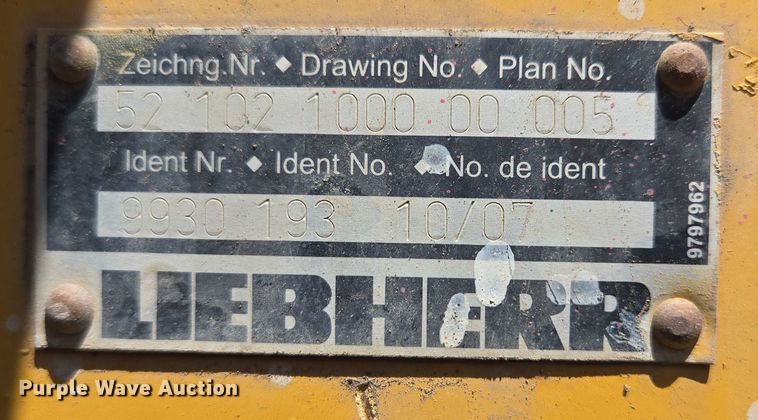 Zeichng.Nr. ◆ Drawing No. ◆ Plan No.
52 102 1000 00 005
Ident Nr. ◆ Ident No. ◆ No. de ident
9930 193 10/07
9797962
LIEBHERR
Purple Wave Auction